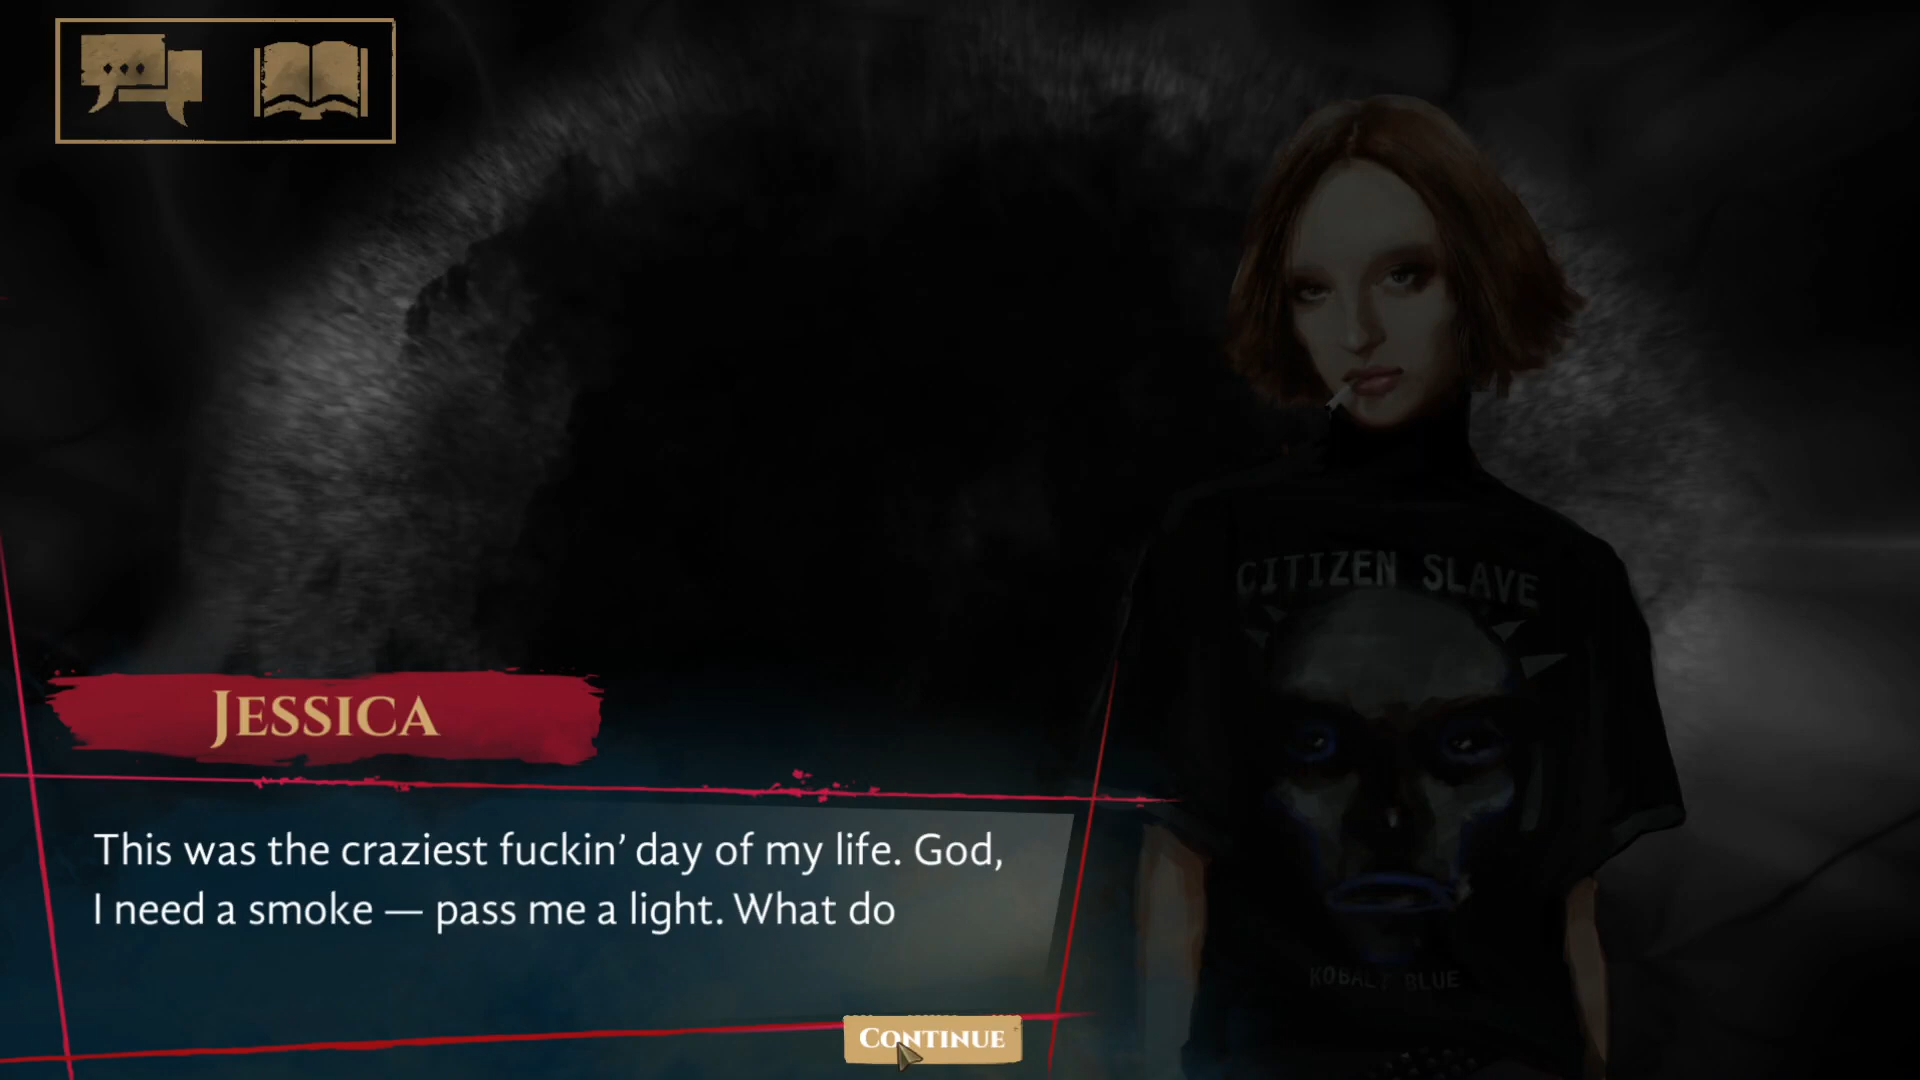 JESSICA
This was the craziest fuckin’ day of my life. God,
I need a smoke — pass me a light. What do
CONTINUE
CITIZEN SLAVE
KOBALT BLUE